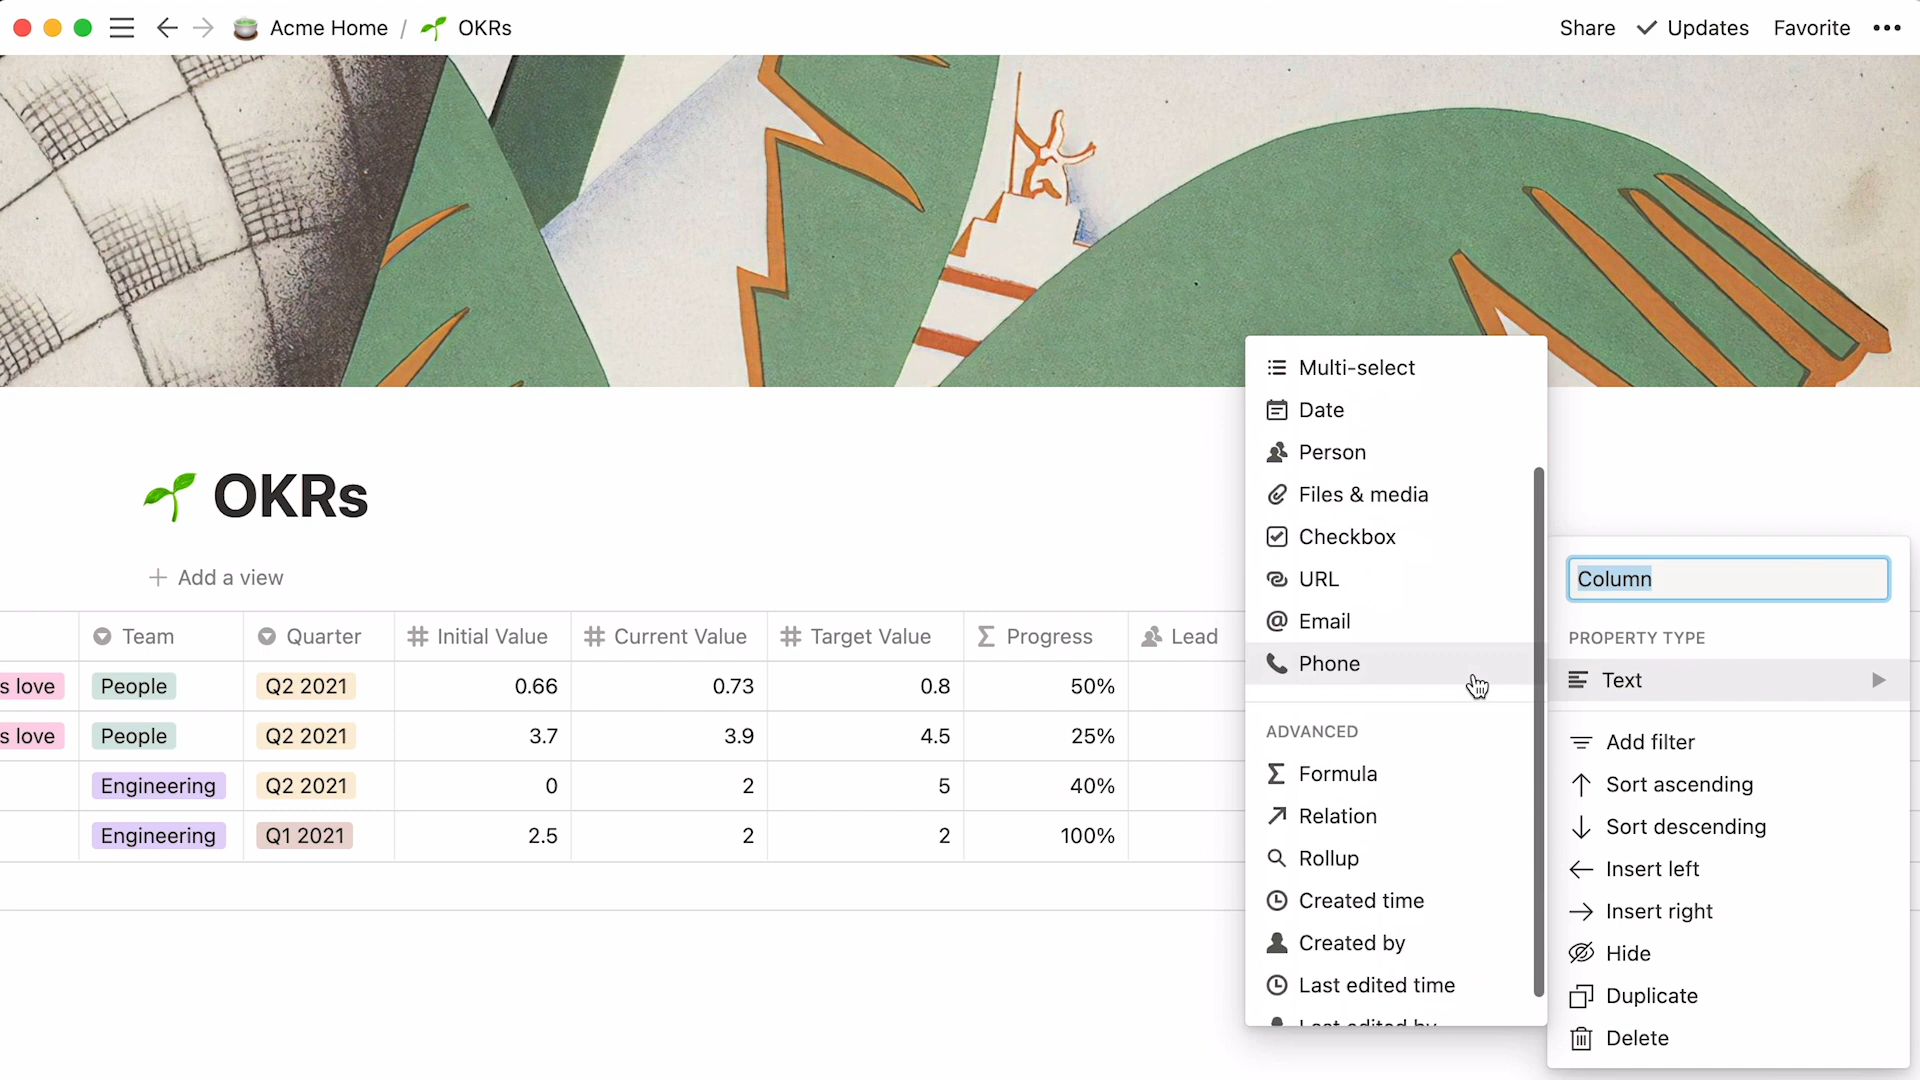 Acme Home / OKRs
Share Updates Favorite
OKRs
Add a view
Team Quarter Initial Value Current Value Target Value Progress Lead
s love People Q2 2021 0.66 0.73 0.8 50%
s love People Q2 2021 3.7 3.9 4.5 25%
Engineering Q2 2021 0 2 5 40%
Engineering Q1 2021 2.5 2 2 100%
Multi-select
Date
Person
Files & media
Checkbox
URL
Email
Phone
ADVANCED
Formula
Relation
Rollup
Created time
Created by
Last edited time
Last edited by
Column
PROPERTY TYPE
Text
Add filter
Sort ascending
Sort descending
Insert left
Insert right
Hide
Duplicate
Delete